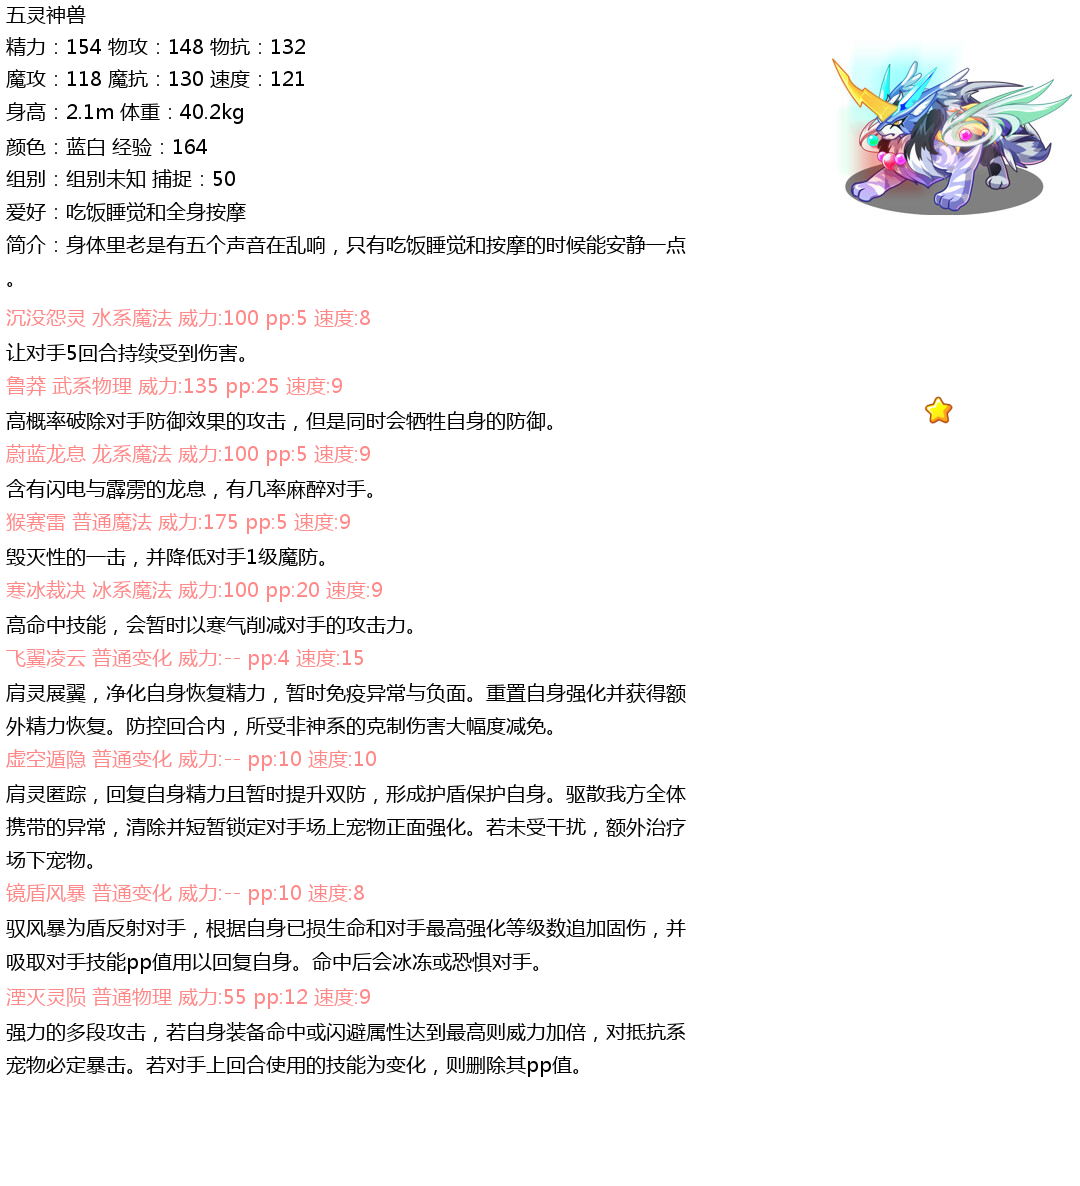 五灵神兽
精力：154 物攻：148 物抗：132
魔攻：118 魔抗：130 速度：121
身高：2.1m 体重：40.2kg
颜色：蓝白 经验：164
组别：组别未知 捕捉：50
爱好：吃饭睡觉和全身按摩
简介：身体里老是有五个声音在乱响，只有吃饭睡觉和按摩的时候能安静一点
。
沉没怨灵 水系魔法 威力:100 pp:5 速度:8
让对手5回合持续受到伤害。
鲁莽 武系物理 威力:135 pp:25 速度:9
高概率破除对手防御效果的攻击，但是同时会牺牲自身的防御。
蔚蓝龙息 龙系魔法 威力:100 pp:5 速度:9
含有闪电与霹雳的龙息，有几率麻醉对手。
猴赛雷 普通魔法 威力:175 pp:5 速度:9
毁灭性的一击，并降低对手1级魔防。
寒冰裁决 冰系魔法 威力:100 pp:20 速度:9
高命中技能，会暂时以寒气削减对手的攻击力。
飞翼凌云 普通变化 威力:-- pp:4 速度:15
肩灵展翼，净化自身恢复精力，暂时免疫异常与负面。重置自身强化并获得额
外精力恢复。防控回合内，所受非神系的克制伤害大幅度减免。
虚空遁隐 普通变化 威力:-- pp:10 速度:10
肩灵匿踪，回复自身精力且暂时提升双防，形成护盾保护自身。驱散我方全体
携带的异常，清除并短暂锁定对手场上宠物正面强化。若未受干扰，额外治疗
场下宠物。
镜盾风暴 普通变化 威力:-- pp:10 速度:8
驭风暴为盾反射对手，根据自身已损生命和对手最高强化等级数追加固伤，并
吸取对手技能pp值用以回复自身。命中后会冰冻或恐惧对手。
湮灭灵陨 普通物理 威力:55 pp:12 速度:9
强力的多段攻击，若自身装备命中或闪避属性达到最高则威力加倍，对抵抗系
宠物必定暴击。若对手上回合使用的技能为变化，则删除其pp值。